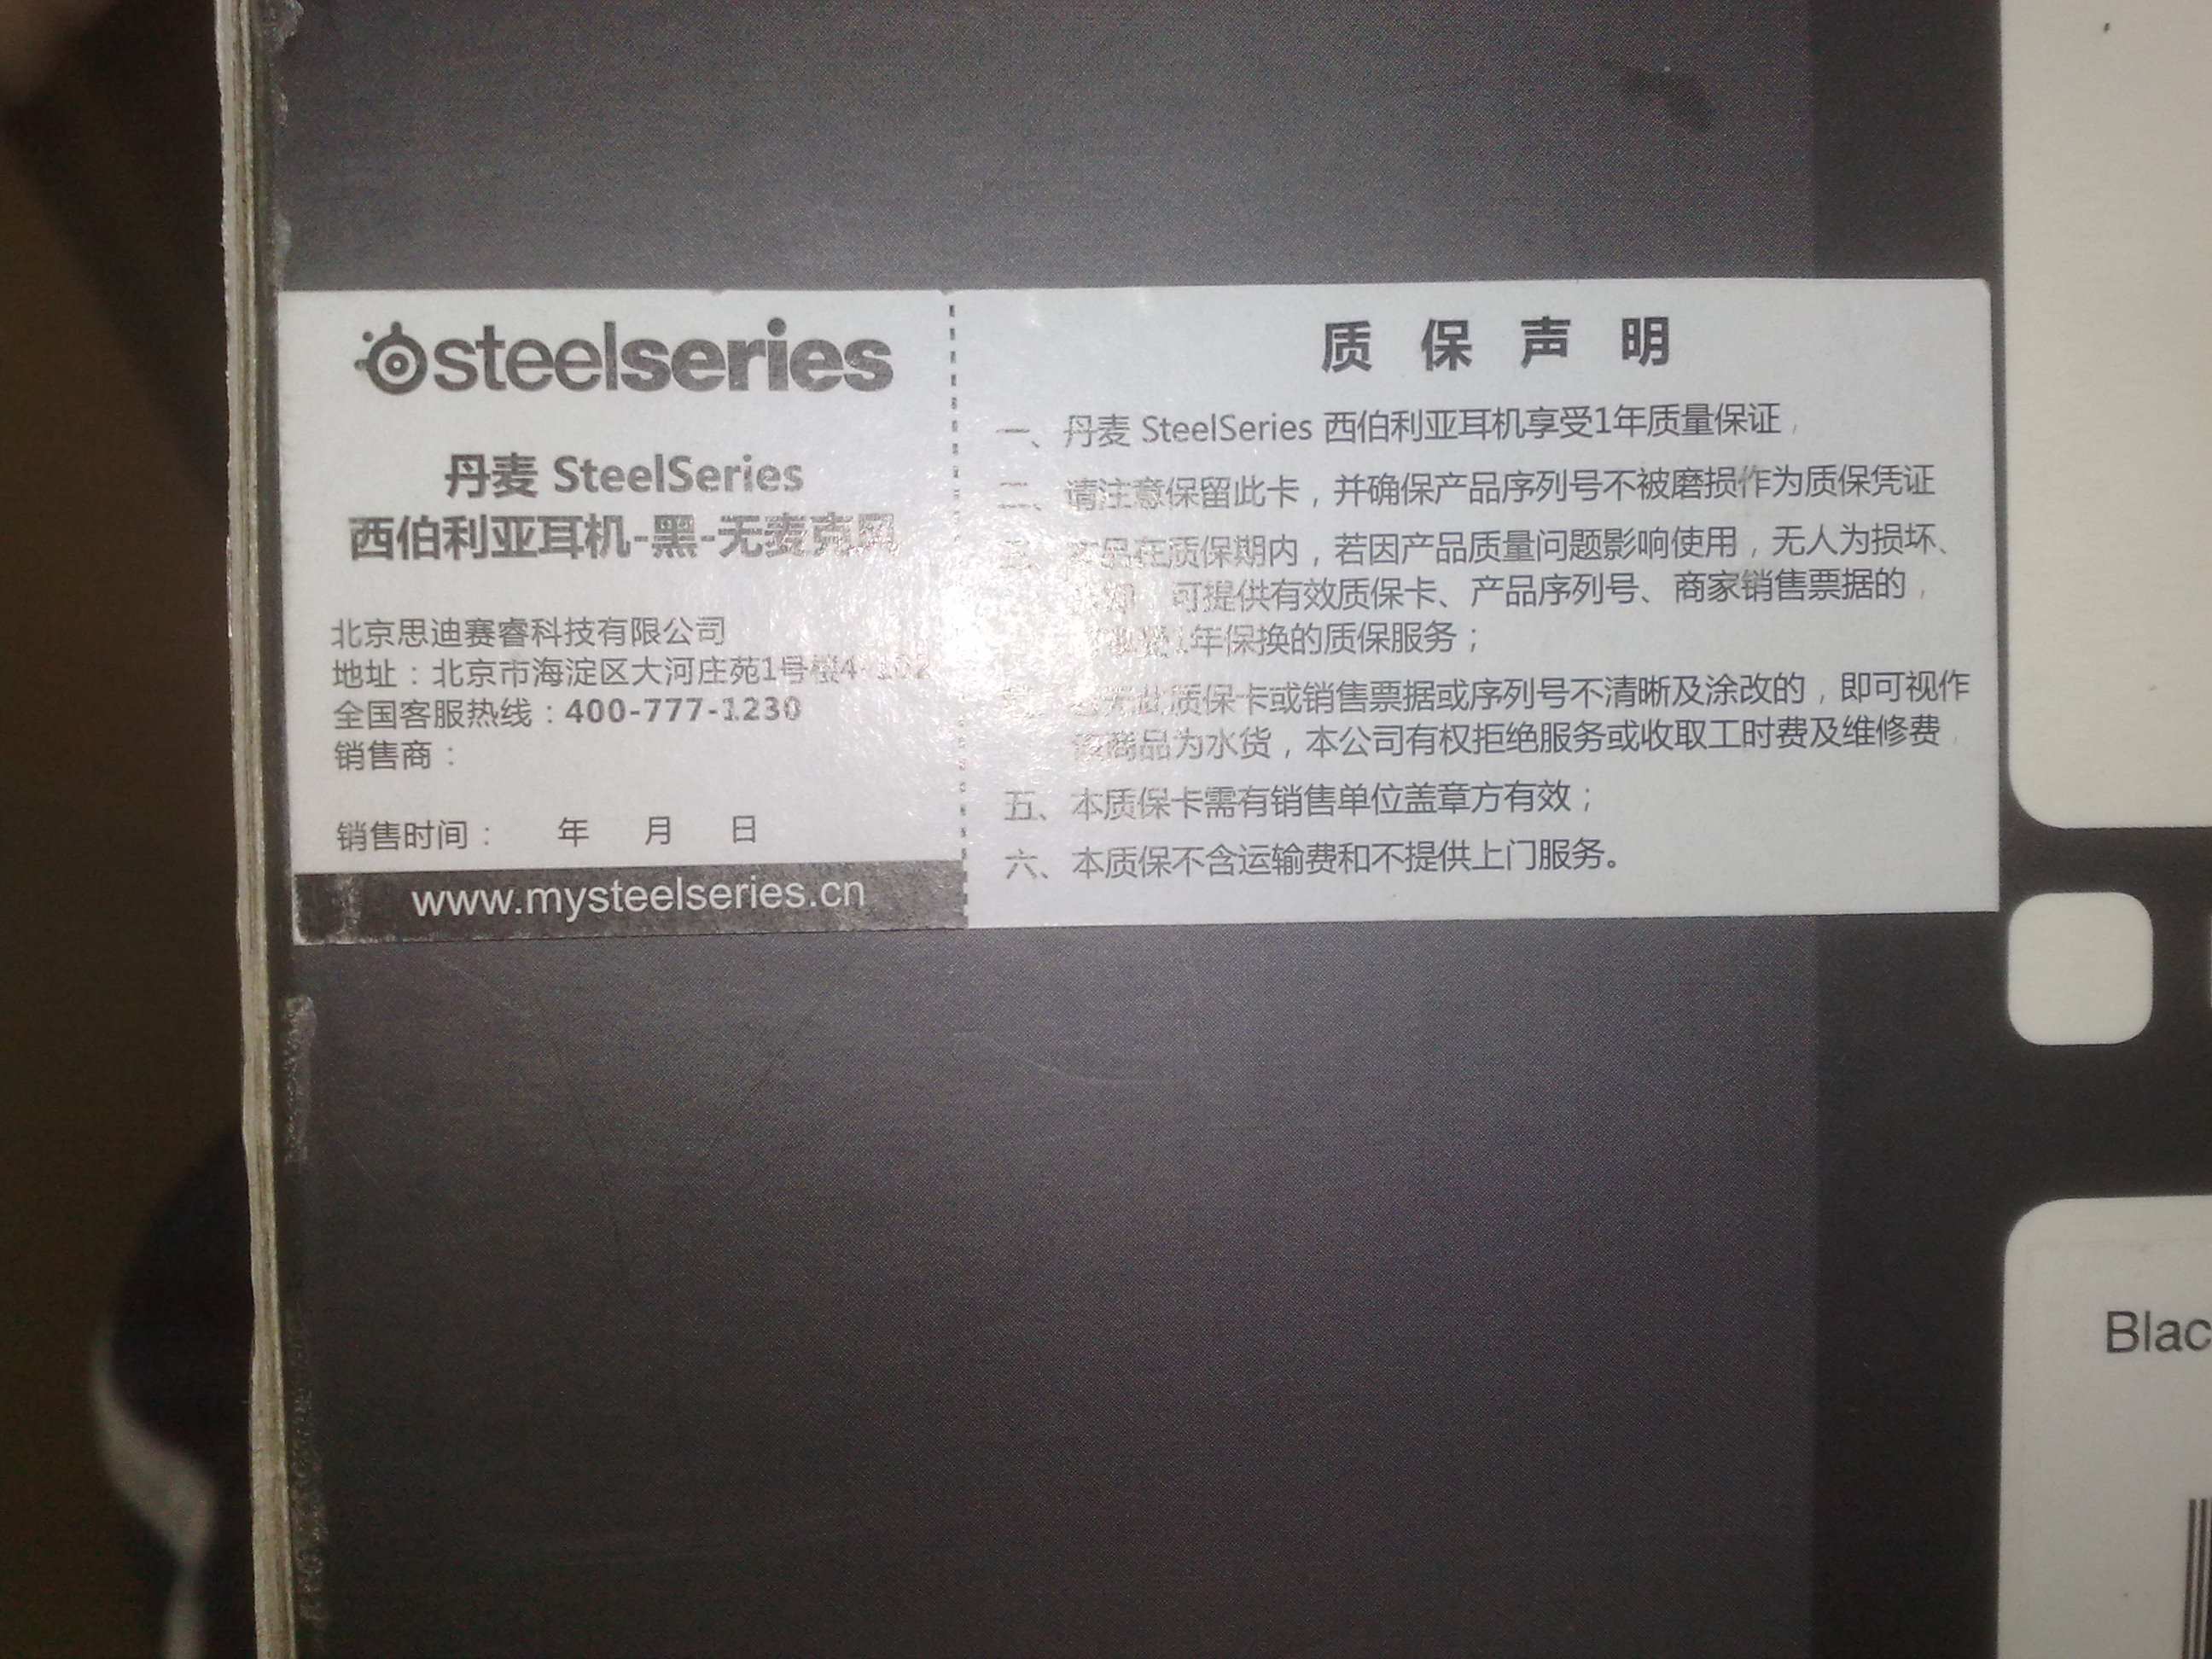 steelseries
丹麦 SteelSeries
西伯利亚耳机-黑-无麦克风
北京思迪赛睿科技有限公司
地址：北京市海淀区大河庄苑1号楼4-102
全国客服热线：400-777-1230
销售商：
销售时间： 年 月 日
www.mysteelseries.cn
质保声明
一、丹麦 SteelSeries 西伯利亚耳机享受1年质量保证，
二、请注意保留此卡，并确保产品序列号不被磨损作为质保凭证
三、本品在质保期内，若因产品质量问题影响使用，无人为损坏、
可提供有效质保卡、产品序列号、商家销售票据的，
1年保换的质保服务；
质保卡或销售票据或序列号不清晰及涂改的，即可视作
该商品为水货，本公司有权拒绝服务或收取工时费及维修费
五、本质保卡需有销售单位盖章方有效；
六、本质保不含运输费和不提供上门服务。